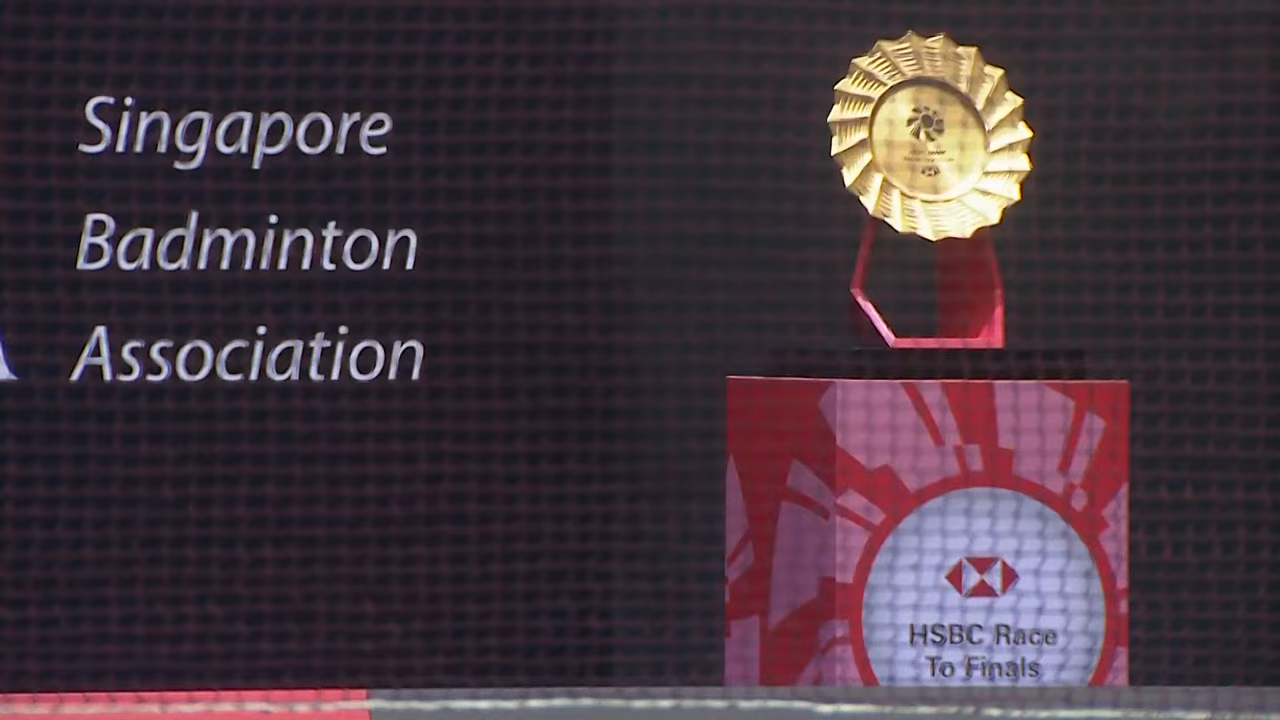 Singapore
Badminton
Association
HSBC Race
To Finals